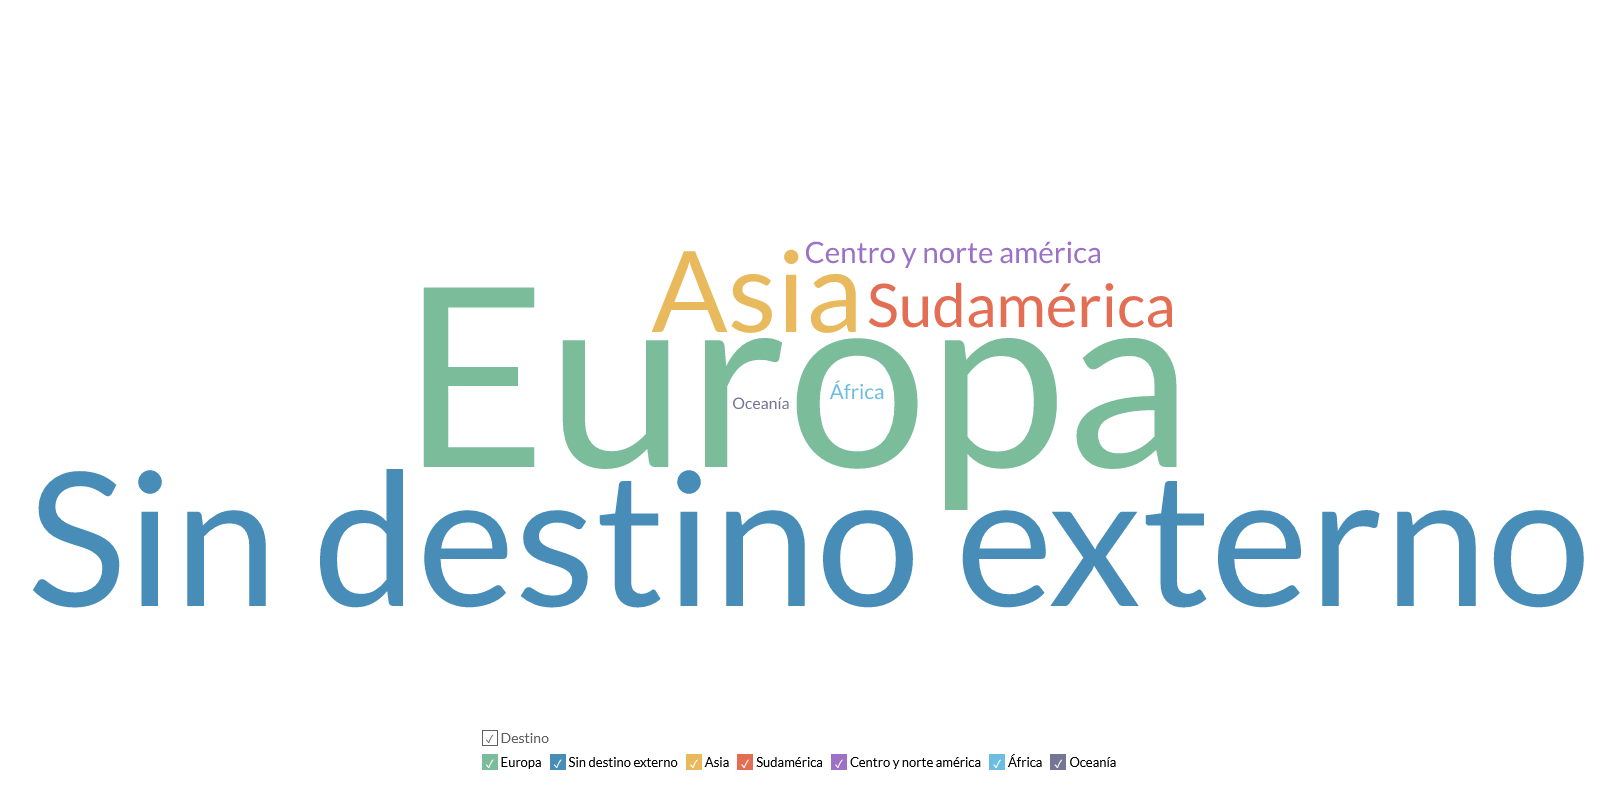 Centro y norte américa
Asia
Sudamérica
Europa
África
Oceanía
Sin destino externo
Destino
Europa Sin destino externo Asia Sudamérica Centro y norte américa África Oceanía